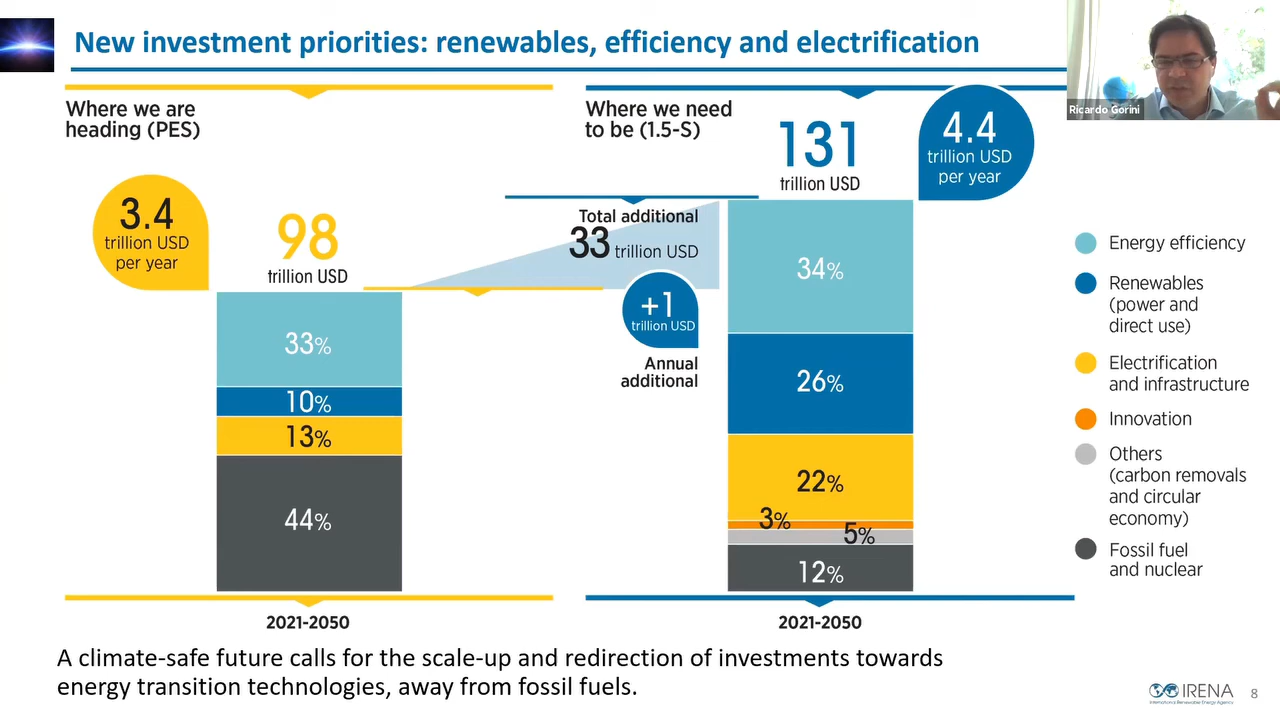 New investment priorities: renewables, efficiency and electrification
Ricardo Gorini
Where we are
heading (PES)
3.4
trillion USD
per year
98
trillion USD
33%
10%
13%
44%
2021-2050
Total additional
33 trillion USD
+1
trillion USD
Annual
additional
Where we need
to be (1.5-S)
131
trillion USD
4.4
trillion USD
per year
34%
26%
22%
3%
5%
12%
2021-2050
Energy efficiency
Renewables
(power and
direct use)
Electrification
and infrastructure
Innovation
Others
(carbon removals
and circular
economy)
Fossil fuel
and nuclear
A climate-safe future calls for the scale-up and redirection of investments towards
energy transition technologies, away from fossil fuels.
IRENA
International Renewable Energy Agency
8